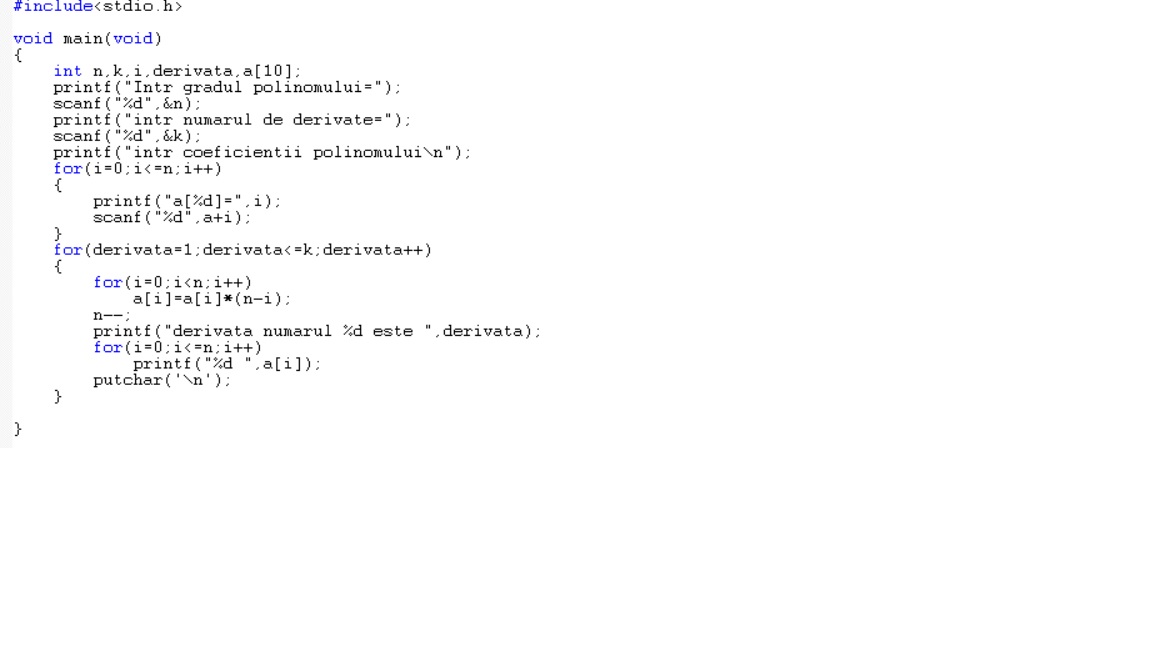 #include<stdio.h>
void main(void)
{
int n,k,i,derivata,a[10];
printf("Intr gradul polinomului=");
scanf("%d",&n);
printf("intr numarul de derivate=");
scanf("%d",&k);
printf("intr coeficientii polinomului\n");
for(i=0;i<=n;i++)
{
printf("a[%d]=",i);
scanf("%d",a+i);
}
for(derivata=1;derivata<=k;derivata++)
{
for(i=0;i<n;i++)
a[i]=a[i]*(n-i);
n--;
printf("derivata numarul %d este ",derivata);
for(i=0;i<=n;i++)
printf("%d ",a[i]);
putchar('\n');
}
}